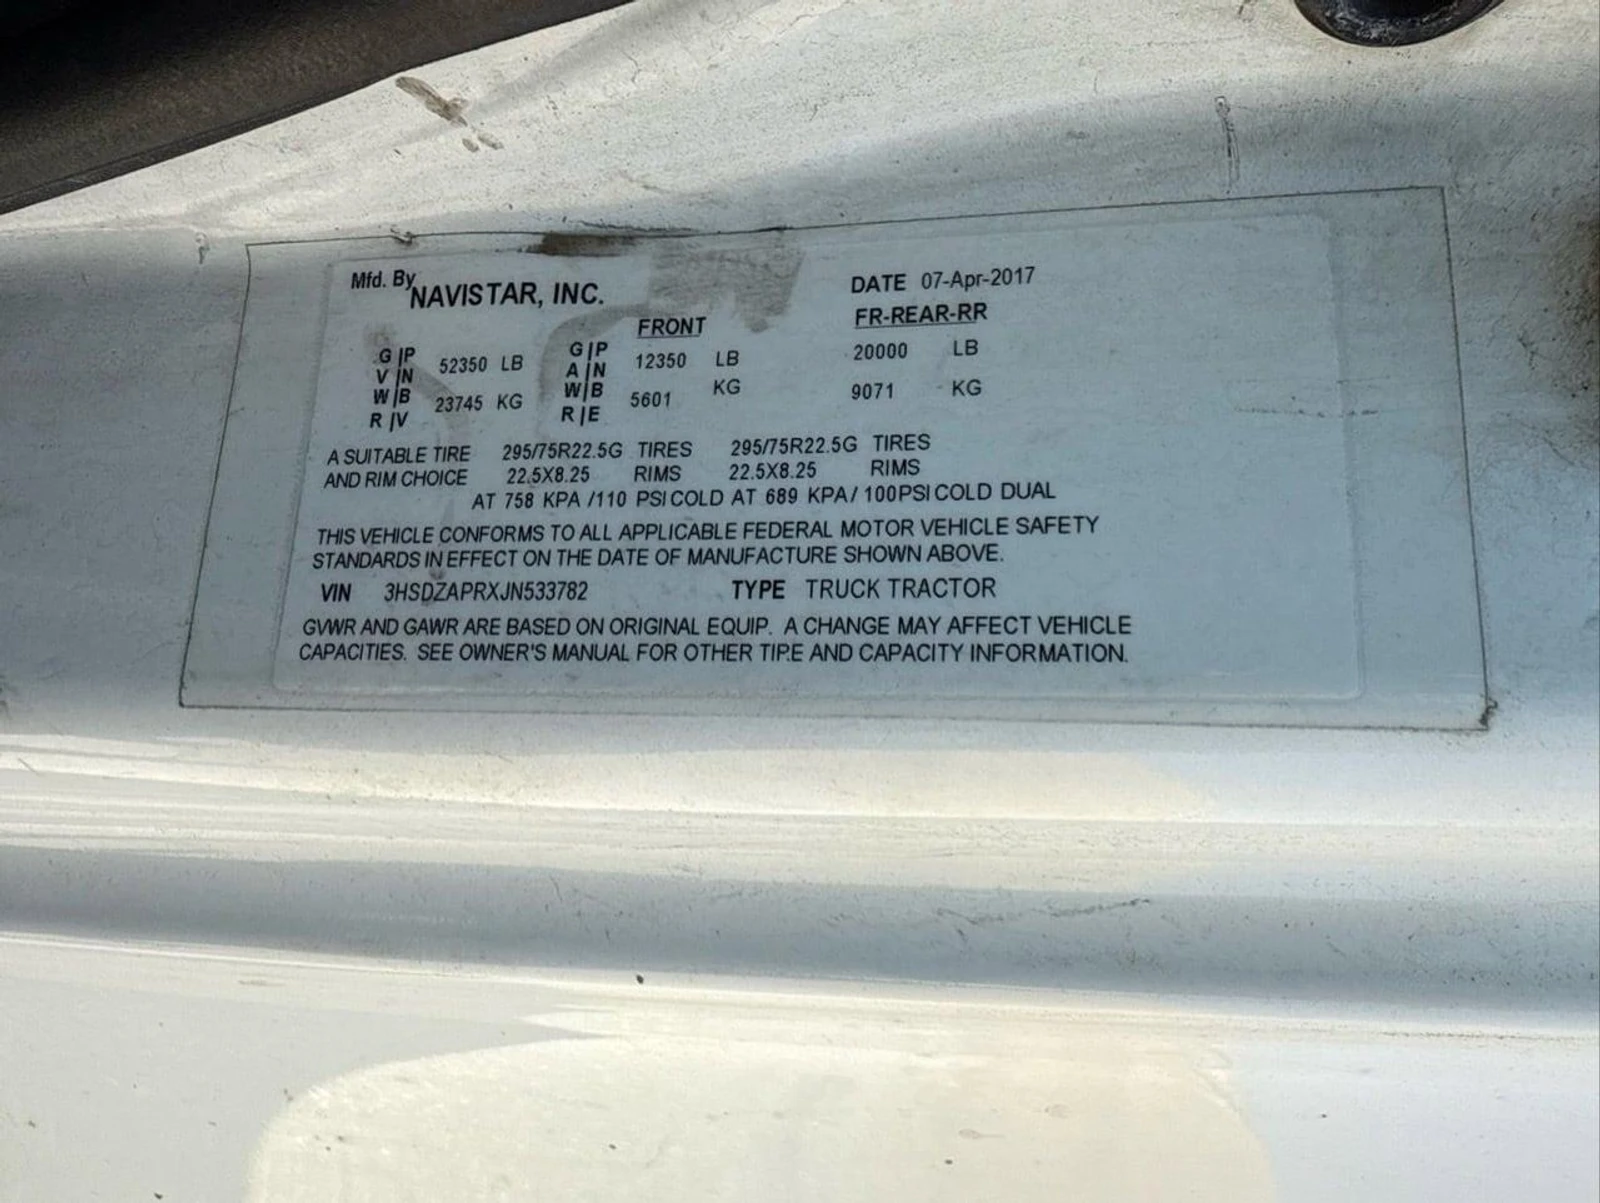 Mfd. By NAVISTAR, INC. DATE 07-Apr-2017
FRONT FR-REAR-RR
G|P 52350 LB G|P 12350 LB 20000 LB
V|N A|N
W|B 23745 KG W|B 5601 KG 9071 KG
R|V R|E
A SUITABLE TIRE 295/75R22.5G TIRES 295/75R22.5G TIRES
AND RIM CHOICE 22.5X8.25 RIMS 22.5X8.25 RIMS
AT 758 KPA /110 PSI COLD AT 689 KPA/ 100PSI COLD DUAL
THIS VEHICLE CONFORMS TO ALL APPLICABLE FEDERAL MOTOR VEHICLE SAFETY
STANDARDS IN EFFECT ON THE DATE OF MANUFACTURE SHOWN ABOVE.
VIN 3HSDZAPRXJN533782 TYPE TRUCK TRACTOR
GVWR AND GAWR ARE BASED ON ORIGINAL EQUIP. A CHANGE MAY AFFECT VEHICLE
CAPACITIES. SEE OWNER'S MANUAL FOR OTHER TIRE AND CAPACITY INFORMATION.